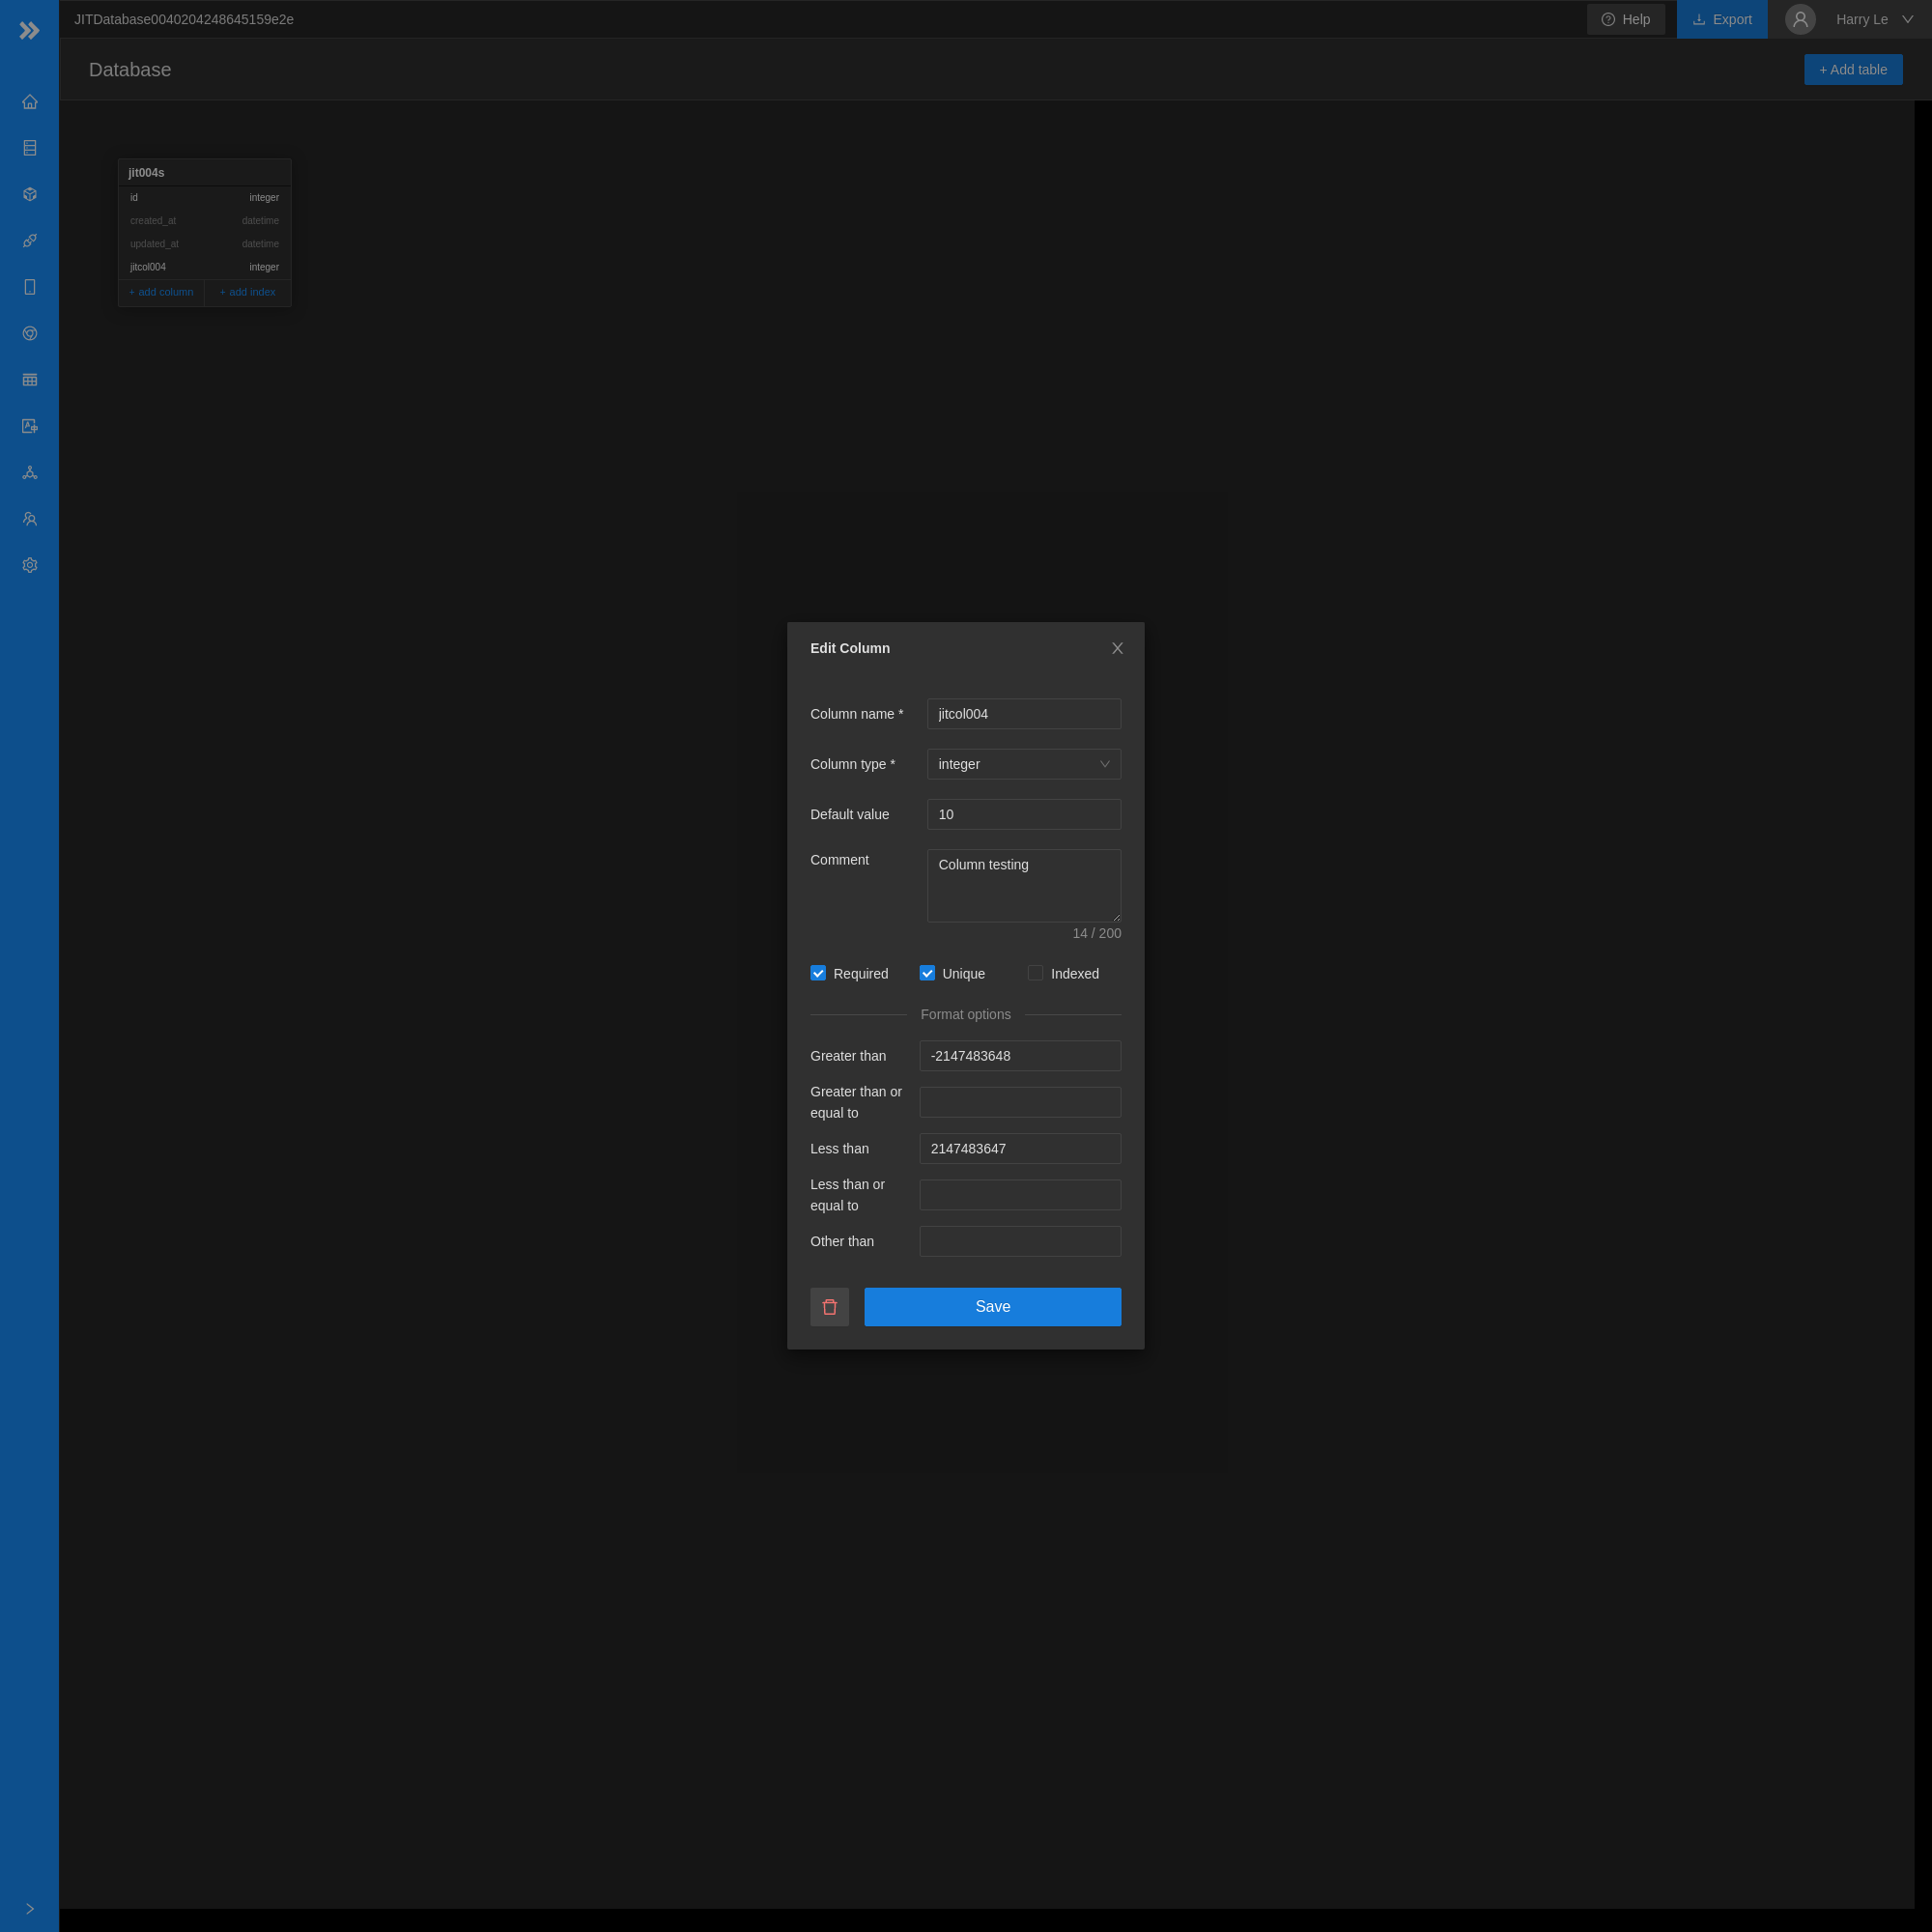 JITDatabase0040204248645159e2e
Help
Export
Harry Le
Database
+ Add table
jit004s
id integer
created_at datetime
updated_at datetime
jitcol004 integer
+ add column + add index
Edit Column
Column name * jitcol004
Column type * integer
Default value 10
Comment Column testing
14 / 200
Required Unique Indexed
Format options
Greater than -2147483648
Greater than or
equal to
Less than 2147483647
Less than or
equal to
Other than
Save